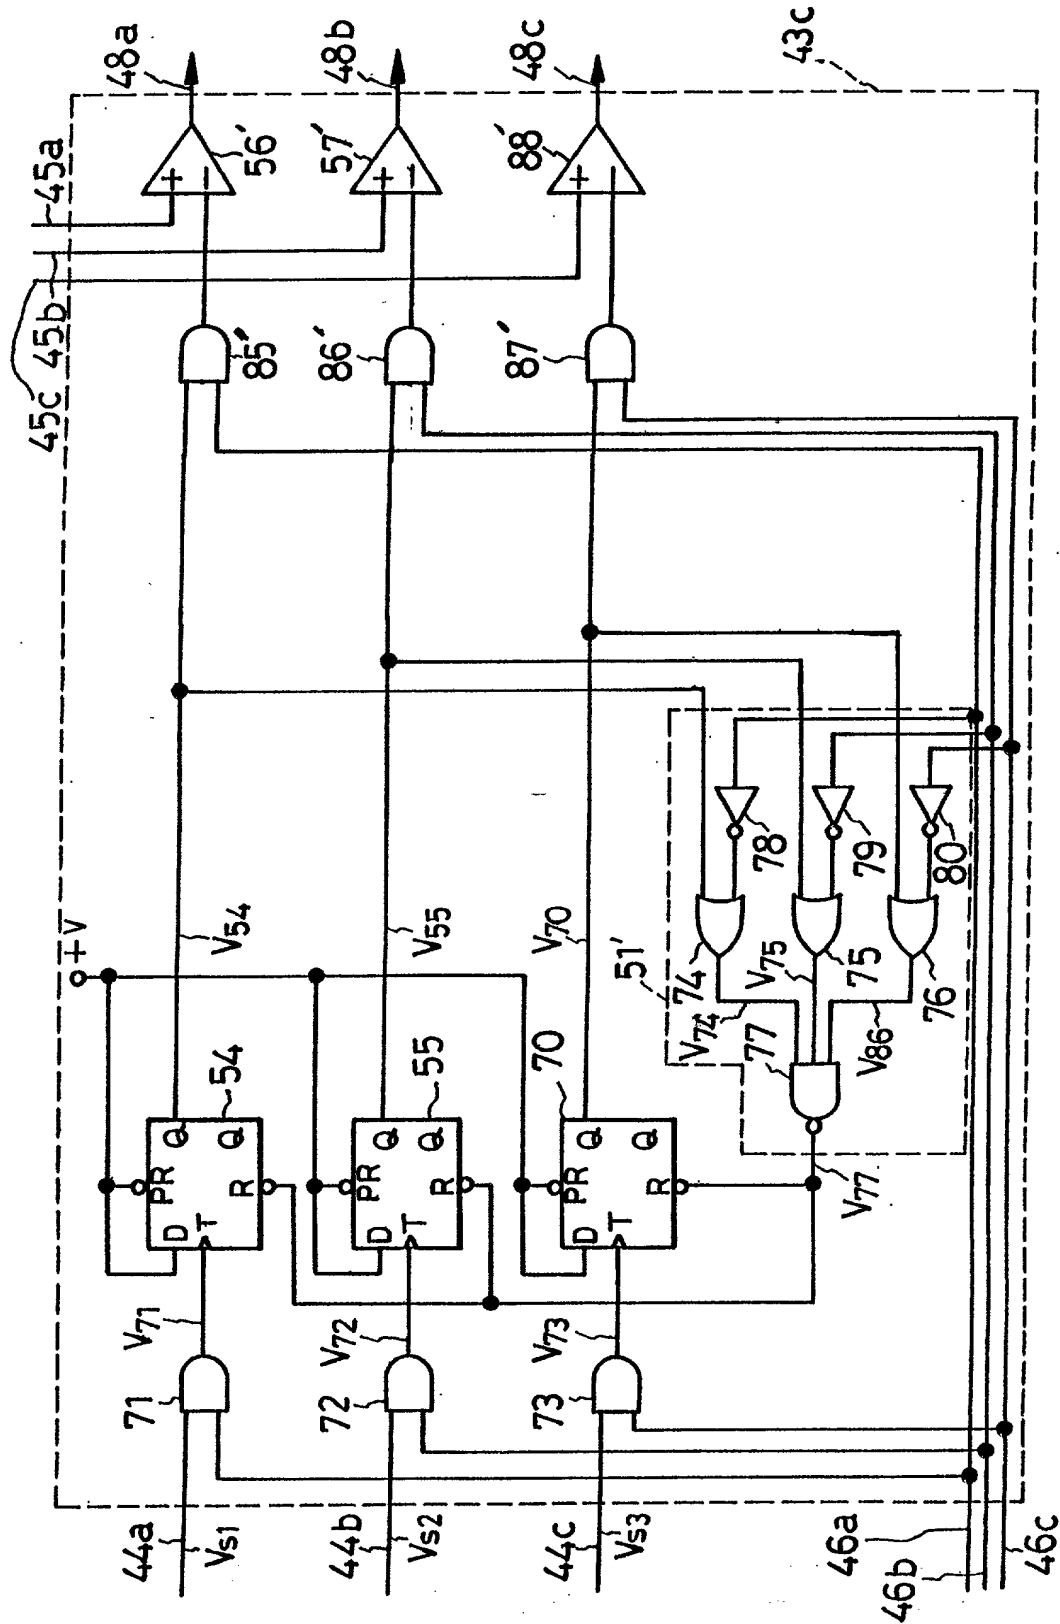 45a
45b
45c
48a
48b
48c
43c
56'
57'
88'
+
−
+
−
+
−
85'
86'
87'
+V
V54
V55
V70
51'
74
75
76
77
78
79
80
V74
V75
V86
V77
54
55
70
PR
Q
Q
D
T
R
PR
Q
Q
D
T
R
PR
Q
Q
D
T
R
V71
V72
V73
71
72
73
44a
Vs1
44b
Vs2
44c
Vs3
46a
46b
46c